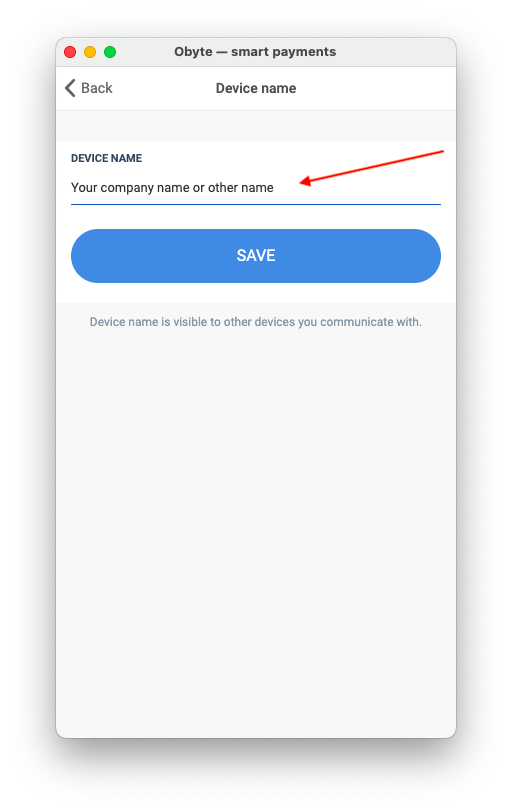 Obyte — smart payments
Back
Device name
DEVICE NAME
Your company name or other name
SAVE
Device name is visible to other devices you communicate with.